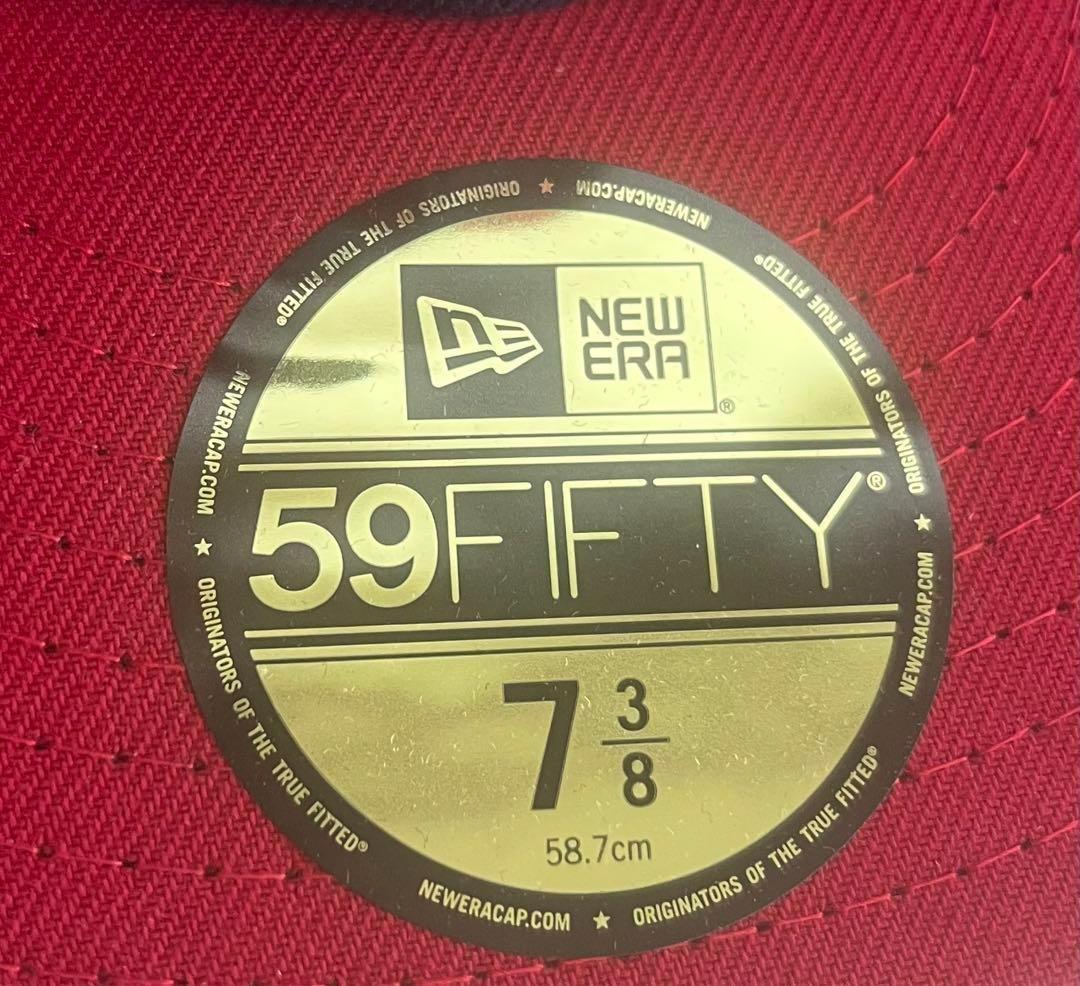 NEW
ERA
®
59FIFTY®
7 3/8
58.7cm
ORIGINATORS OF THE TRUE FITTED®
★
NEWERACAP.COM
ORIGINATORS OF THE TRUE FITTED®
★
NEWERACAP.COM
ORIGINATORS OF THE TRUE FITTED®
★
NEWERACAP.COM
ORIGINATORS OF THE TRUE FITTED®
★
NEWERACAP.COM